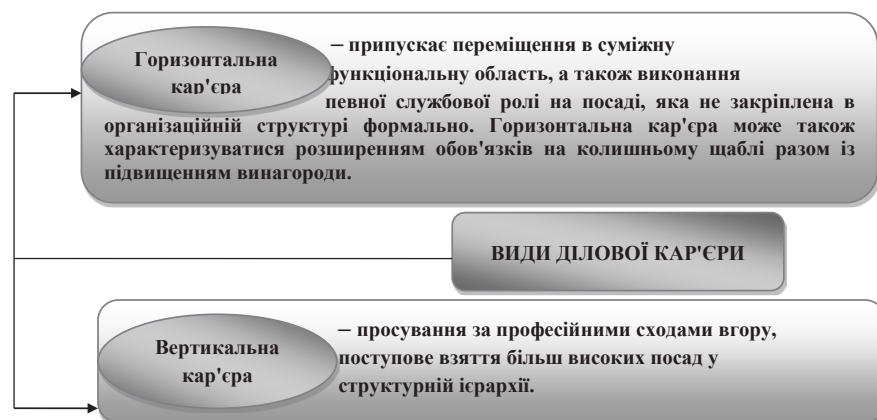 Горизонтальна
кар'єра
– припускає переміщення в суміжну
функціональну область, а також виконання
певної службової ролі на посаді, яка не закріплена в
організаційній структурі формально. Горизонтальна кар'єра може також
характеризуватися розширенням обов'язків на колишньому щаблі разом із
підвищенням винагороди.
ВИДИ ДІЛОВОЇ КАР'ЄРИ
Вертикальна
кар'єра
– просування за професійними сходами вгору,
поступове взяття більш високих посад у
структурній ієрархії.